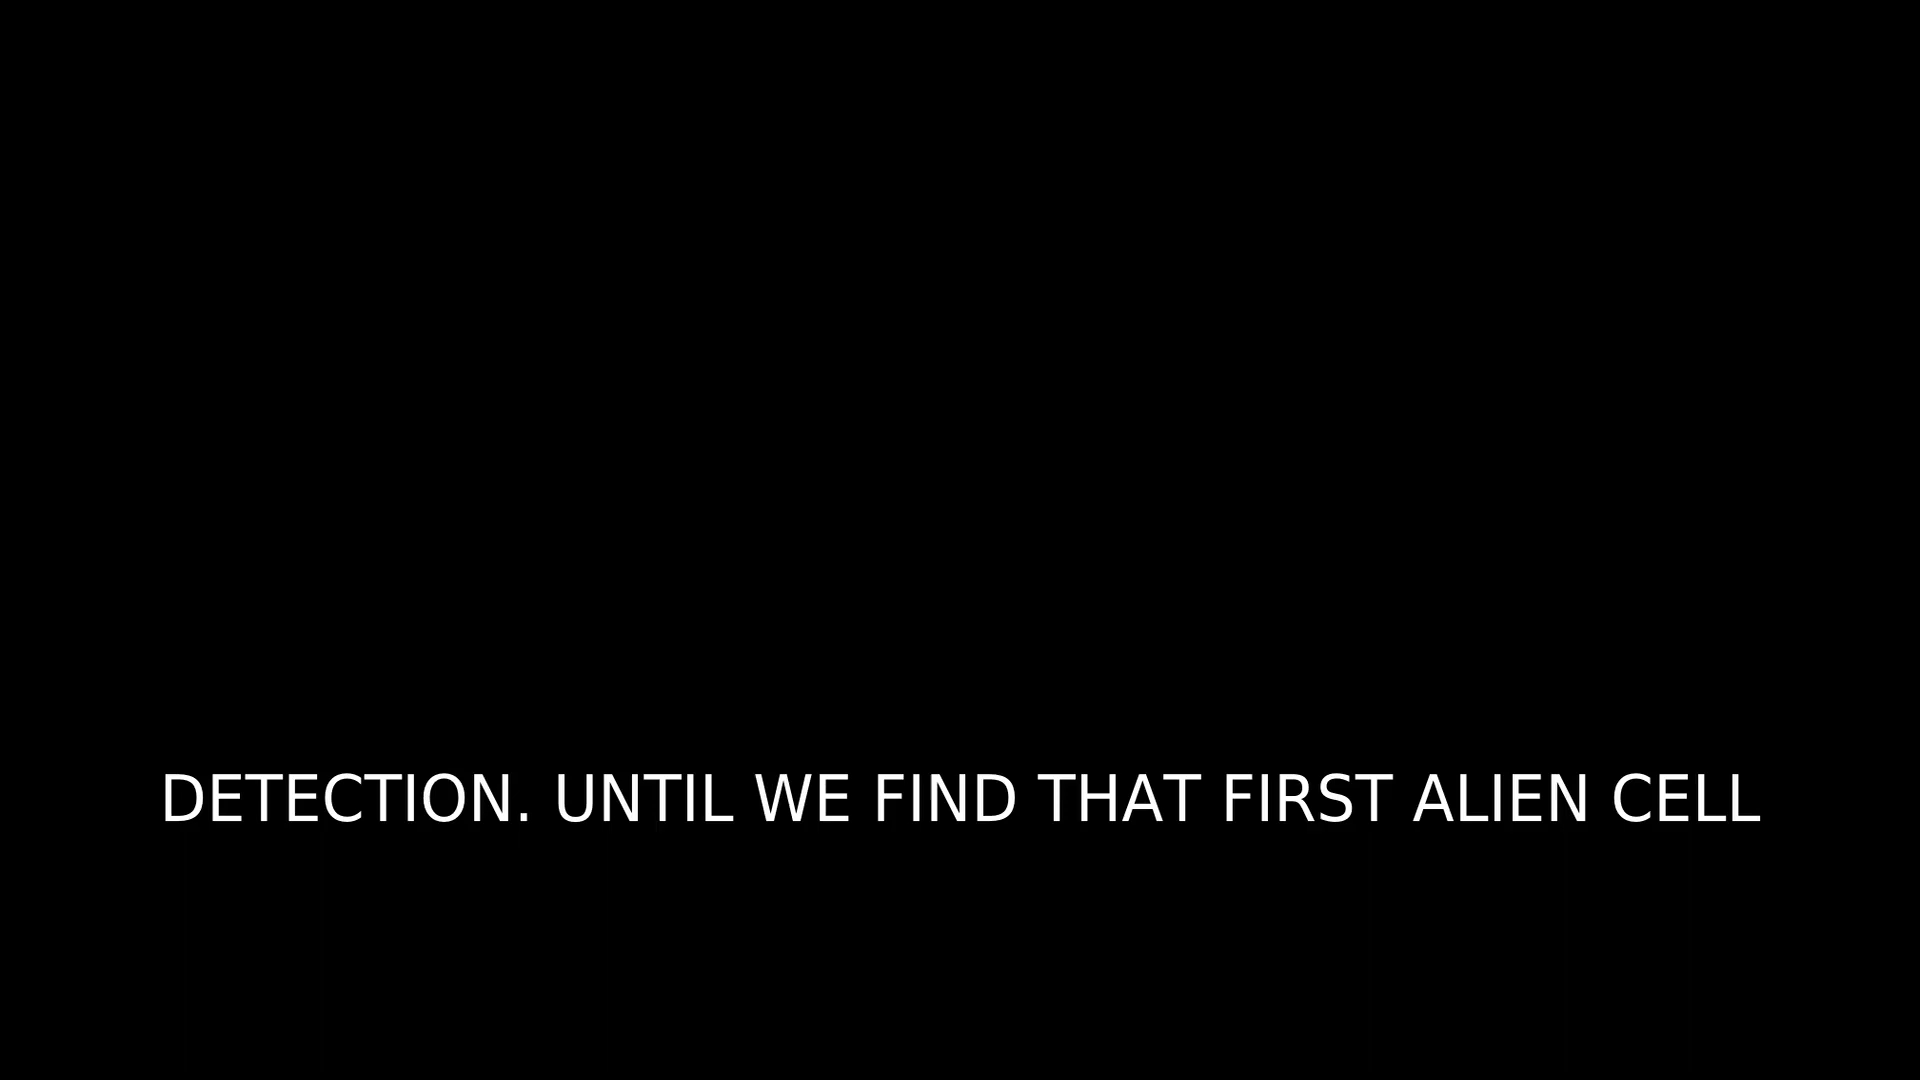 DETECTION. UNTIL WE FIND THAT FIRST ALIEN CELL